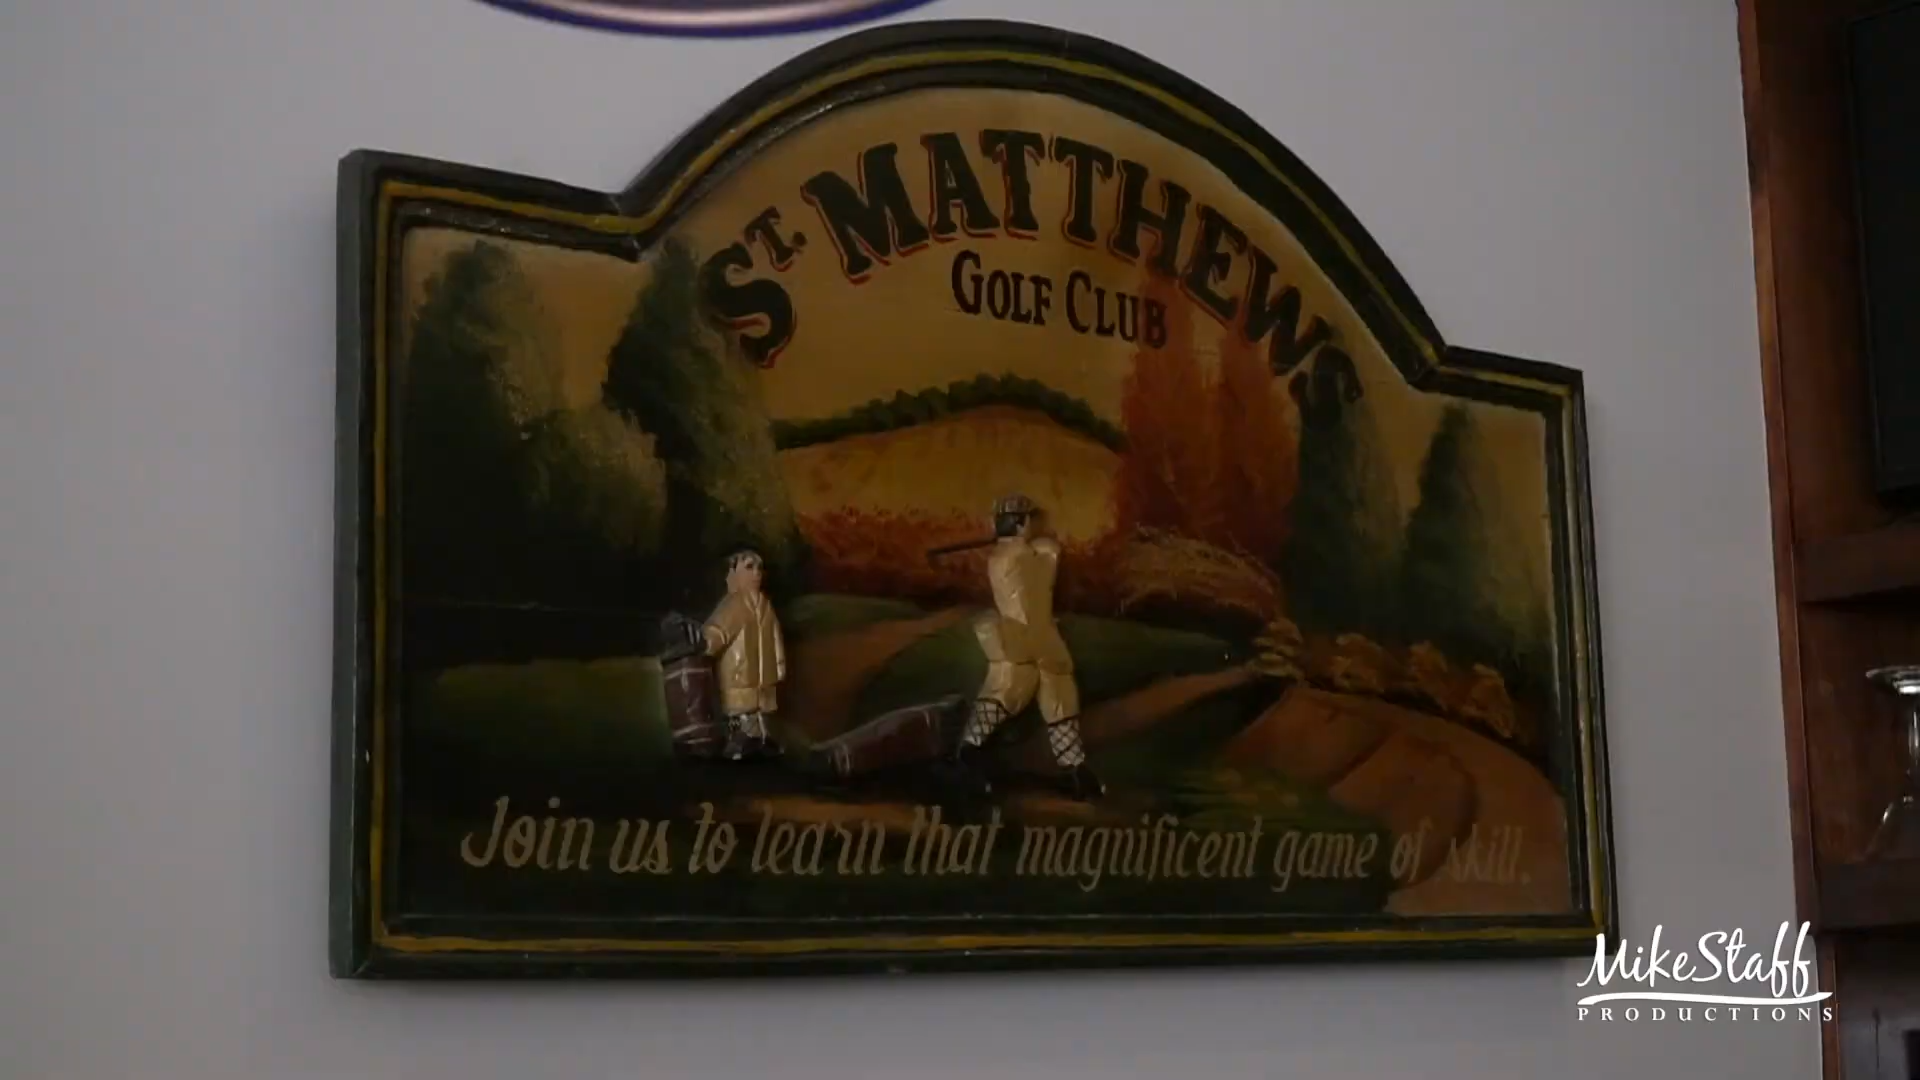 ST. MATTHEWS
GOLF CLUB
Join us to learn that magnificent game of skill.
MikeStaff
PRODUCTIONS